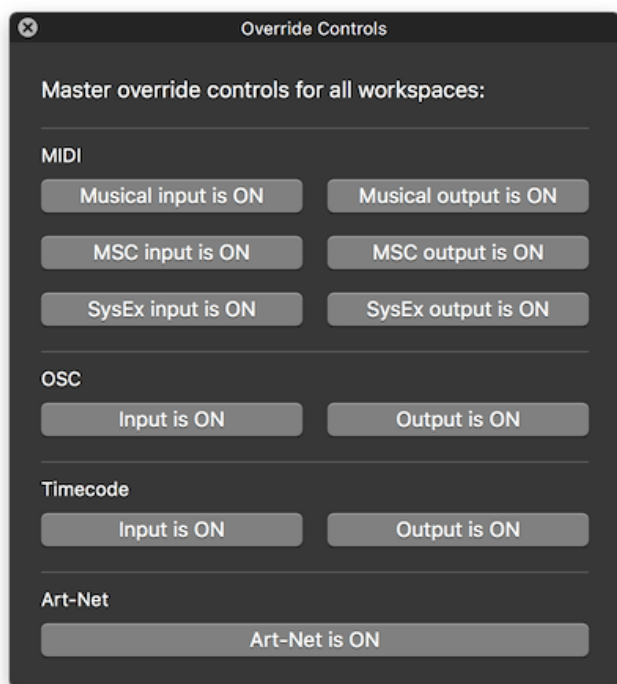 Override Controls
Master override controls for all workspaces:
MIDI
Musical input is ON
Musical output is ON
MSC input is ON
MSC output is ON
SysEx input is ON
SysEx output is ON
OSC
Input is ON
Output is ON
Timecode
Input is ON
Output is ON
Art-Net
Art-Net is ON